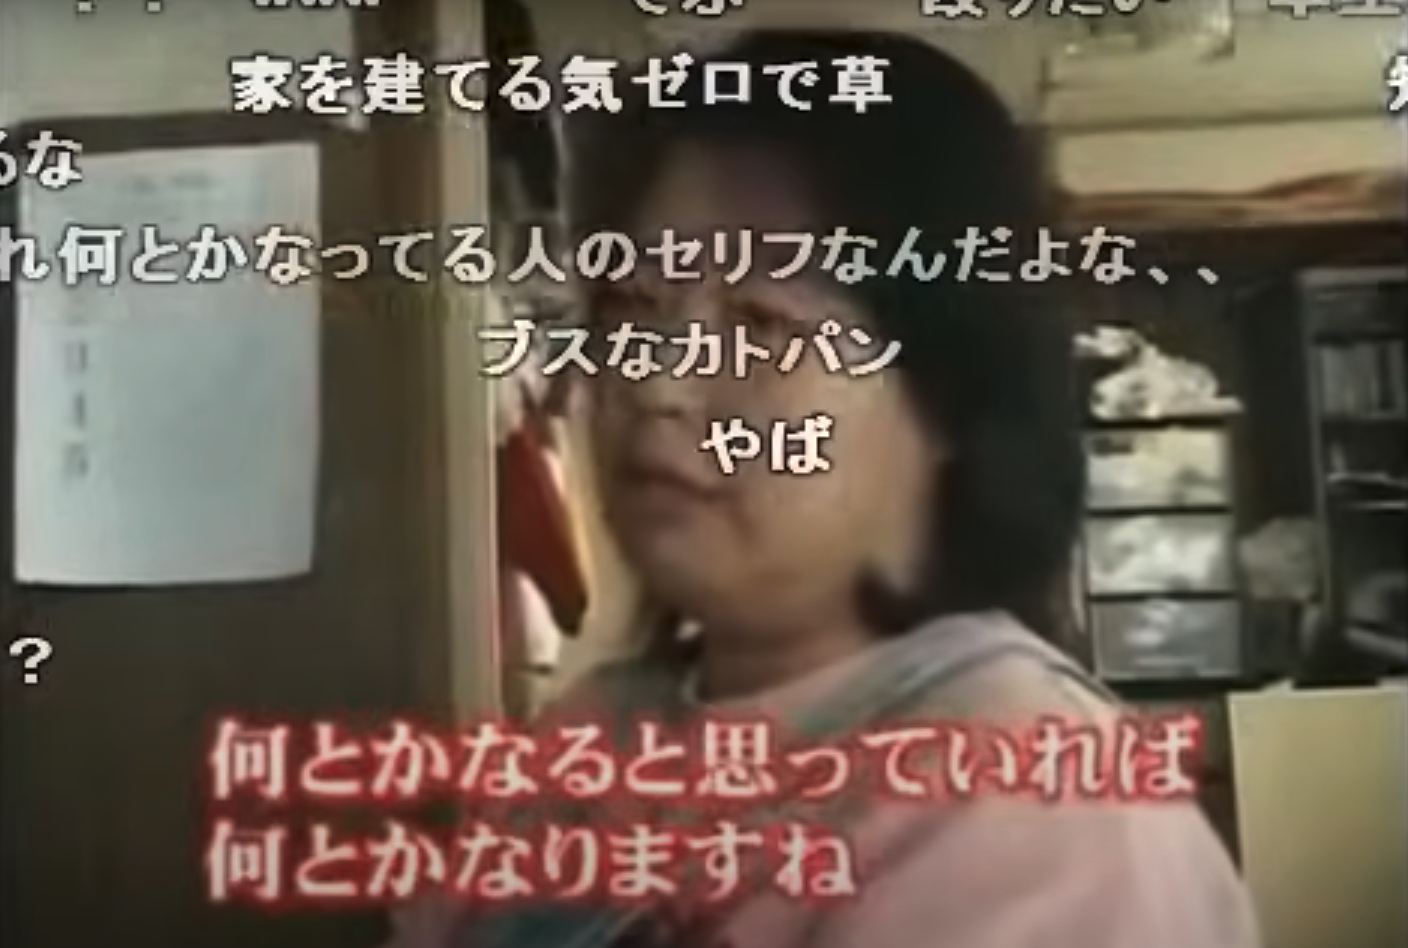 家を建てる気ゼロで草
るな
れ何とかなってる人のセリフなんだよな、、
ブスなカトパン
やば
？
何とかなると思っていれば
何とかなりますね